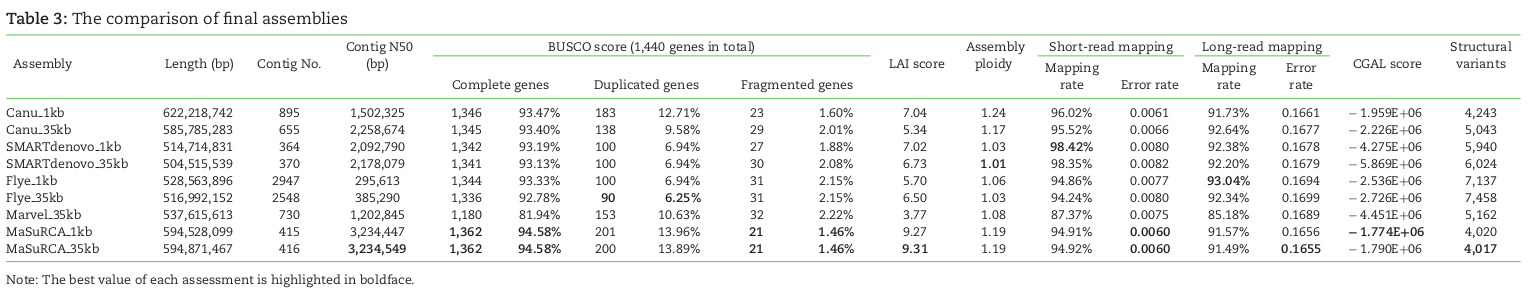 Table 3: The comparison of final assemblies
Assembly Length (bp) Contig No. Contig N50 (bp) BUSCO score (1,440 genes in total) LAI score Assembly ploidy Short-read mapping Long-read mapping CGAL score Structural variants
Complete genes Duplicated genes Fragmented genes Mapping rate Error rate Mapping rate Error rate
Canu_1kb 622,218,742 895 1,502,325 1,346 93.47% 183 12.71% 23 1.60% 7.04 1.24 96.02% 0.0061 91.73% 0.1661 −1.959E+06 4,243
Canu_35kb 585,785,283 655 2,258,674 1,345 93.40% 138 9.58% 29 2.01% 5.34 1.17 95.52% 0.0066 92.64% 0.1677 −2.226E+06 5,043
SMARTdenovo_1kb 514,714,831 364 2,092,790 1,342 93.19% 100 6.94% 27 1.88% 7.02 1.03 98.42% 0.0080 92.38% 0.1678 −4.275E+06 5,940
SMARTdenovo_35kb 504,515,539 370 2,178,079 1,341 93.13% 100 6.94% 30 2.08% 6.73 1.01 98.35% 0.0082 92.20% 0.1679 −5.869E+06 6,024
Flye_1kb 528,563,896 2947 295,613 1,344 93.33% 100 6.94% 31 2.15% 5.70 1.06 94.86% 0.0077 93.04% 0.1694 −2.536E+06 7,137
Flye_35kb 516,992,152 2548 385,290 1,336 92.78% 90 6.25% 31 2.15% 6.50 1.03 94.24% 0.0080 92.34% 0.1699 −2.726E+06 7,458
Marvel_35kb 537,615,613 730 1,202,845 1,180 81.94% 153 10.63% 32 2.22% 3.77 1.08 87.37% 0.0075 85.18% 0.1689 −4.451E+06 5,162
MaSuRCA_1kb 594,528,099 415 3,234,447 1,362 94.58% 201 13.96% 21 1.46% 9.27 1.19 94.91% 0.0060 91.57% 0.1656 −1.774E+06 4,020
MaSuRCA_35kb 594,871,467 416 3,234,549 1,362 94.58% 200 13.89% 21 1.46% 9.31 1.19 94.92% 0.0060 91.49% 0.1655 −1.790E+06 4,017
Note: The best value of each assessment is highlighted in boldface.